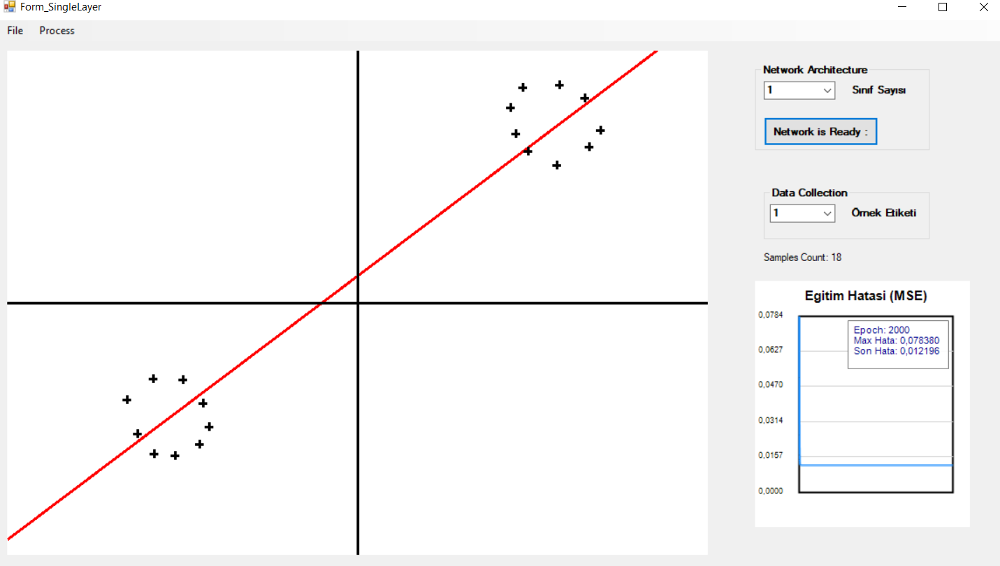 Form_SingleLayer
File Process
Network Architecture
1 Sınıf Sayısı
Network is Ready :
Data Collection
1 Örnek Etiketi
Samples Count: 18
Egitim Hatasi (MSE)
0,0784
Epoch: 2000
Max Hata: 0,078380
0,0627
Son Hata: 0,012196
0,0470
0,0314
0,0157
0,0000